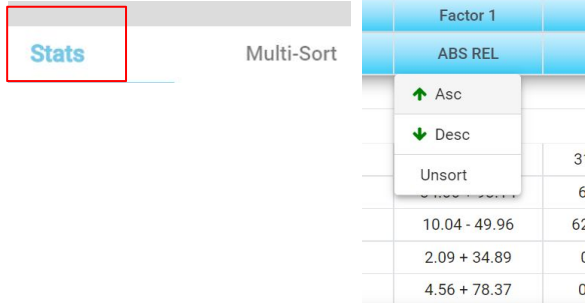 Stats
Multi-Sort
Factor 1
ABS REL
Asc
Desc
Unsort
10.04 - 49.96
2.09 + 34.89
4.56 + 78.37